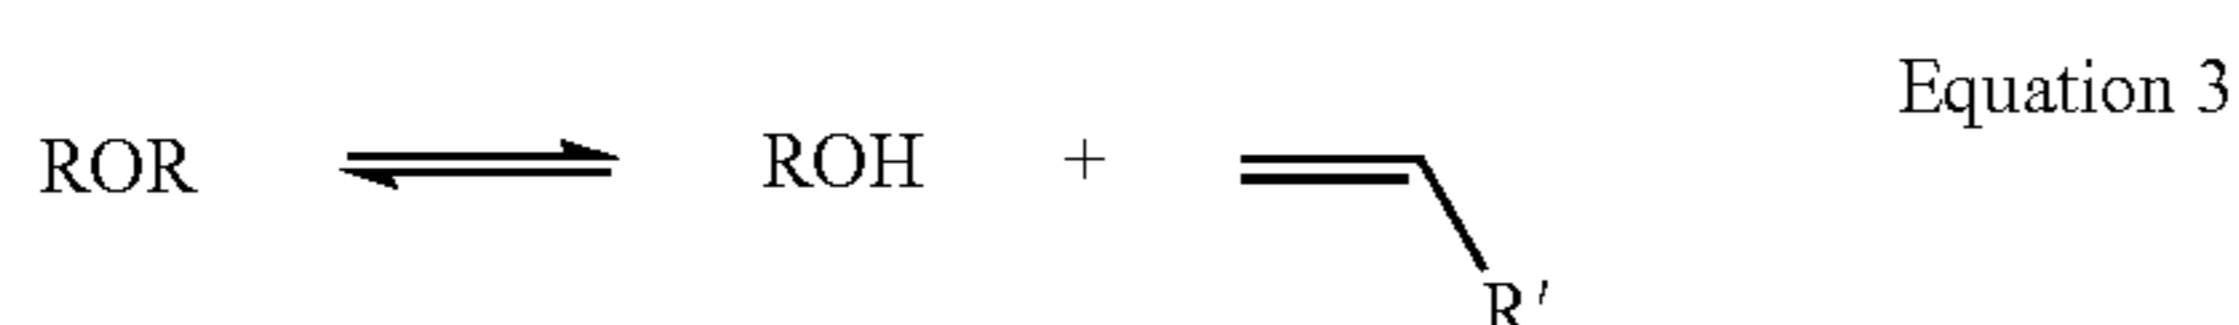 Equation 3
ROR ⇌ ROH +
R′